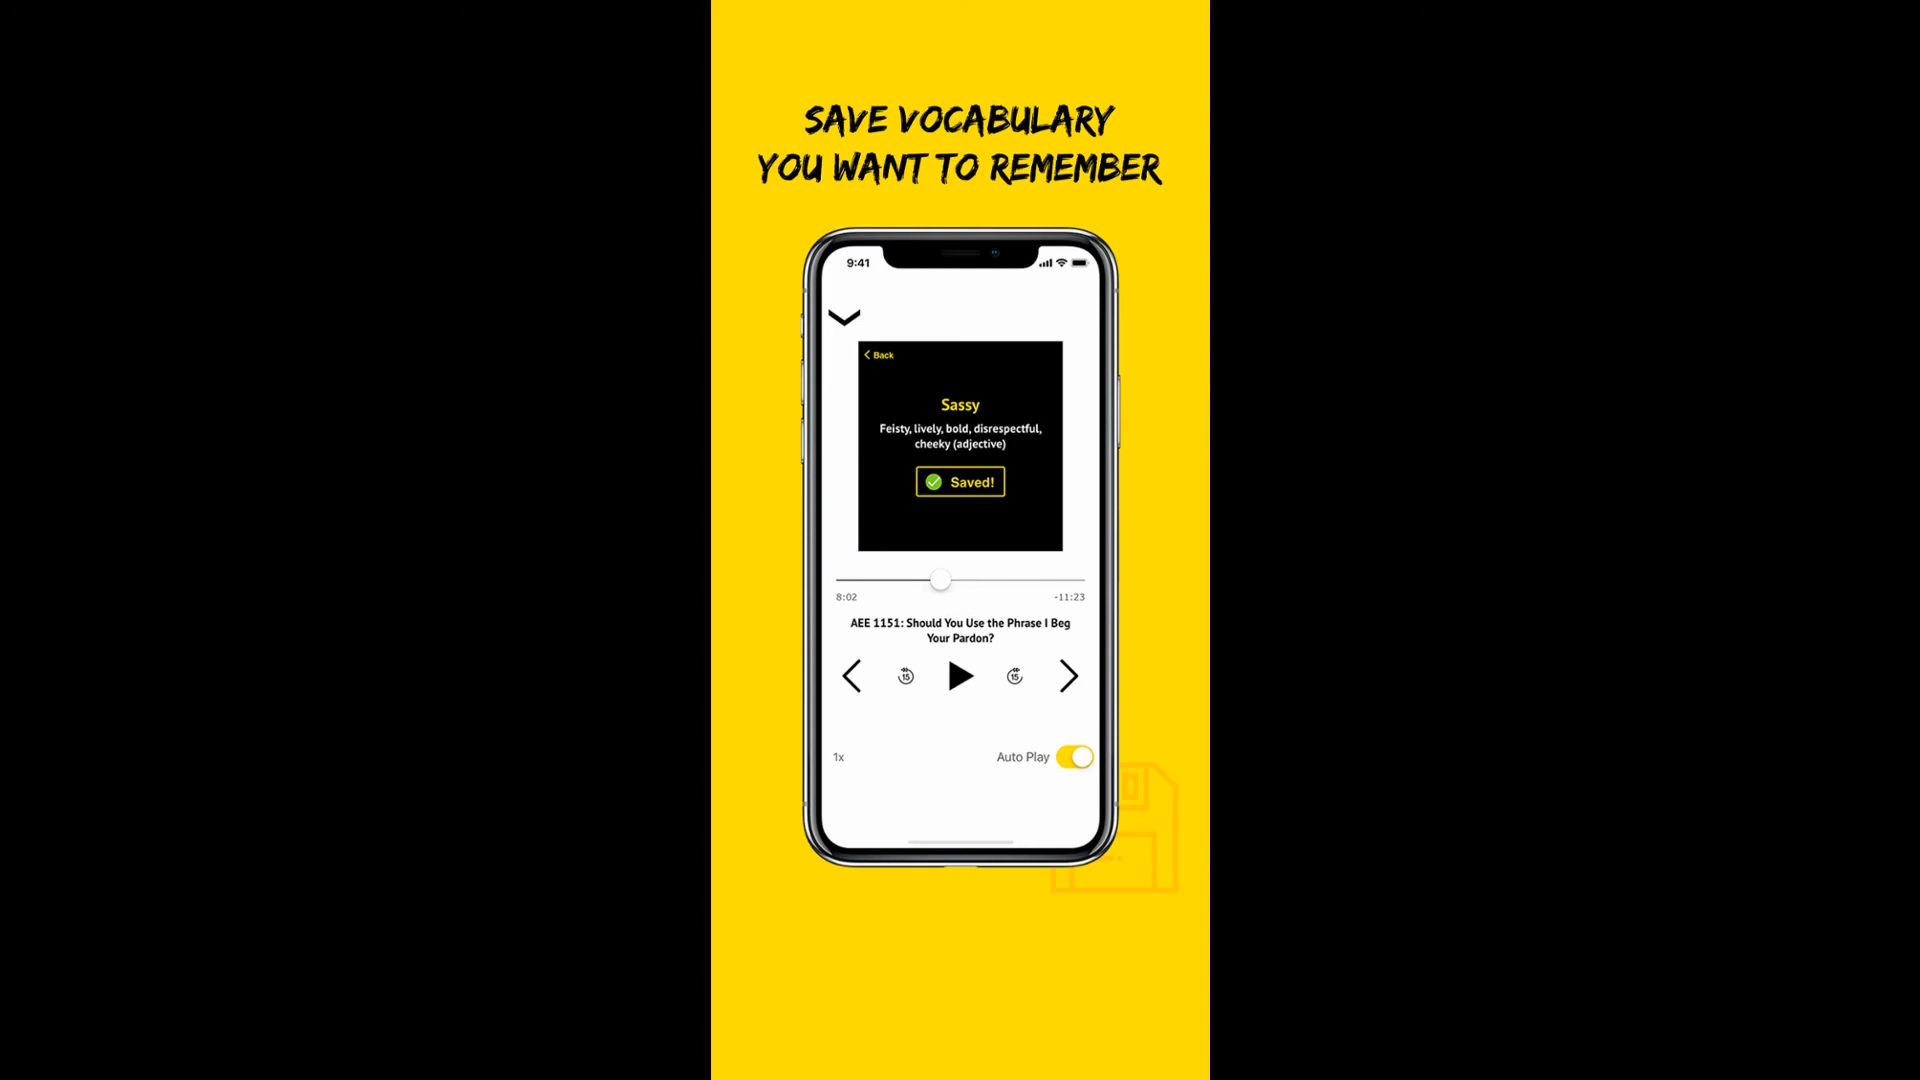 SAVE VOCABULARY
YOU WANT TO REMEMBER
9:41
Back
Sassy
Feisty, lively, bold, disrespectful,
cheeky (adjective)
Saved!
8:02
-11:23
AEE 1151: Should You Use the Phrase I Beg
Your Pardon?
15
15
1x
Auto Play